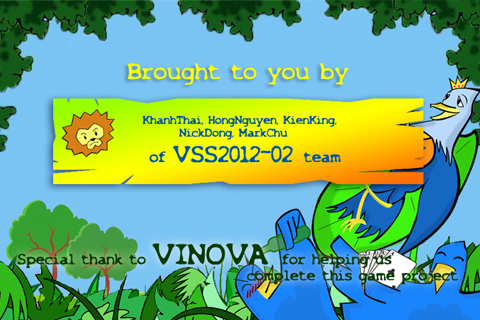 Brought to you by
KhanhThai, HongNguyen, KienKing,
NickDong, MarkChu
of VSS2012-02 team
Special thank to VINOVA for helping us
complete this game project